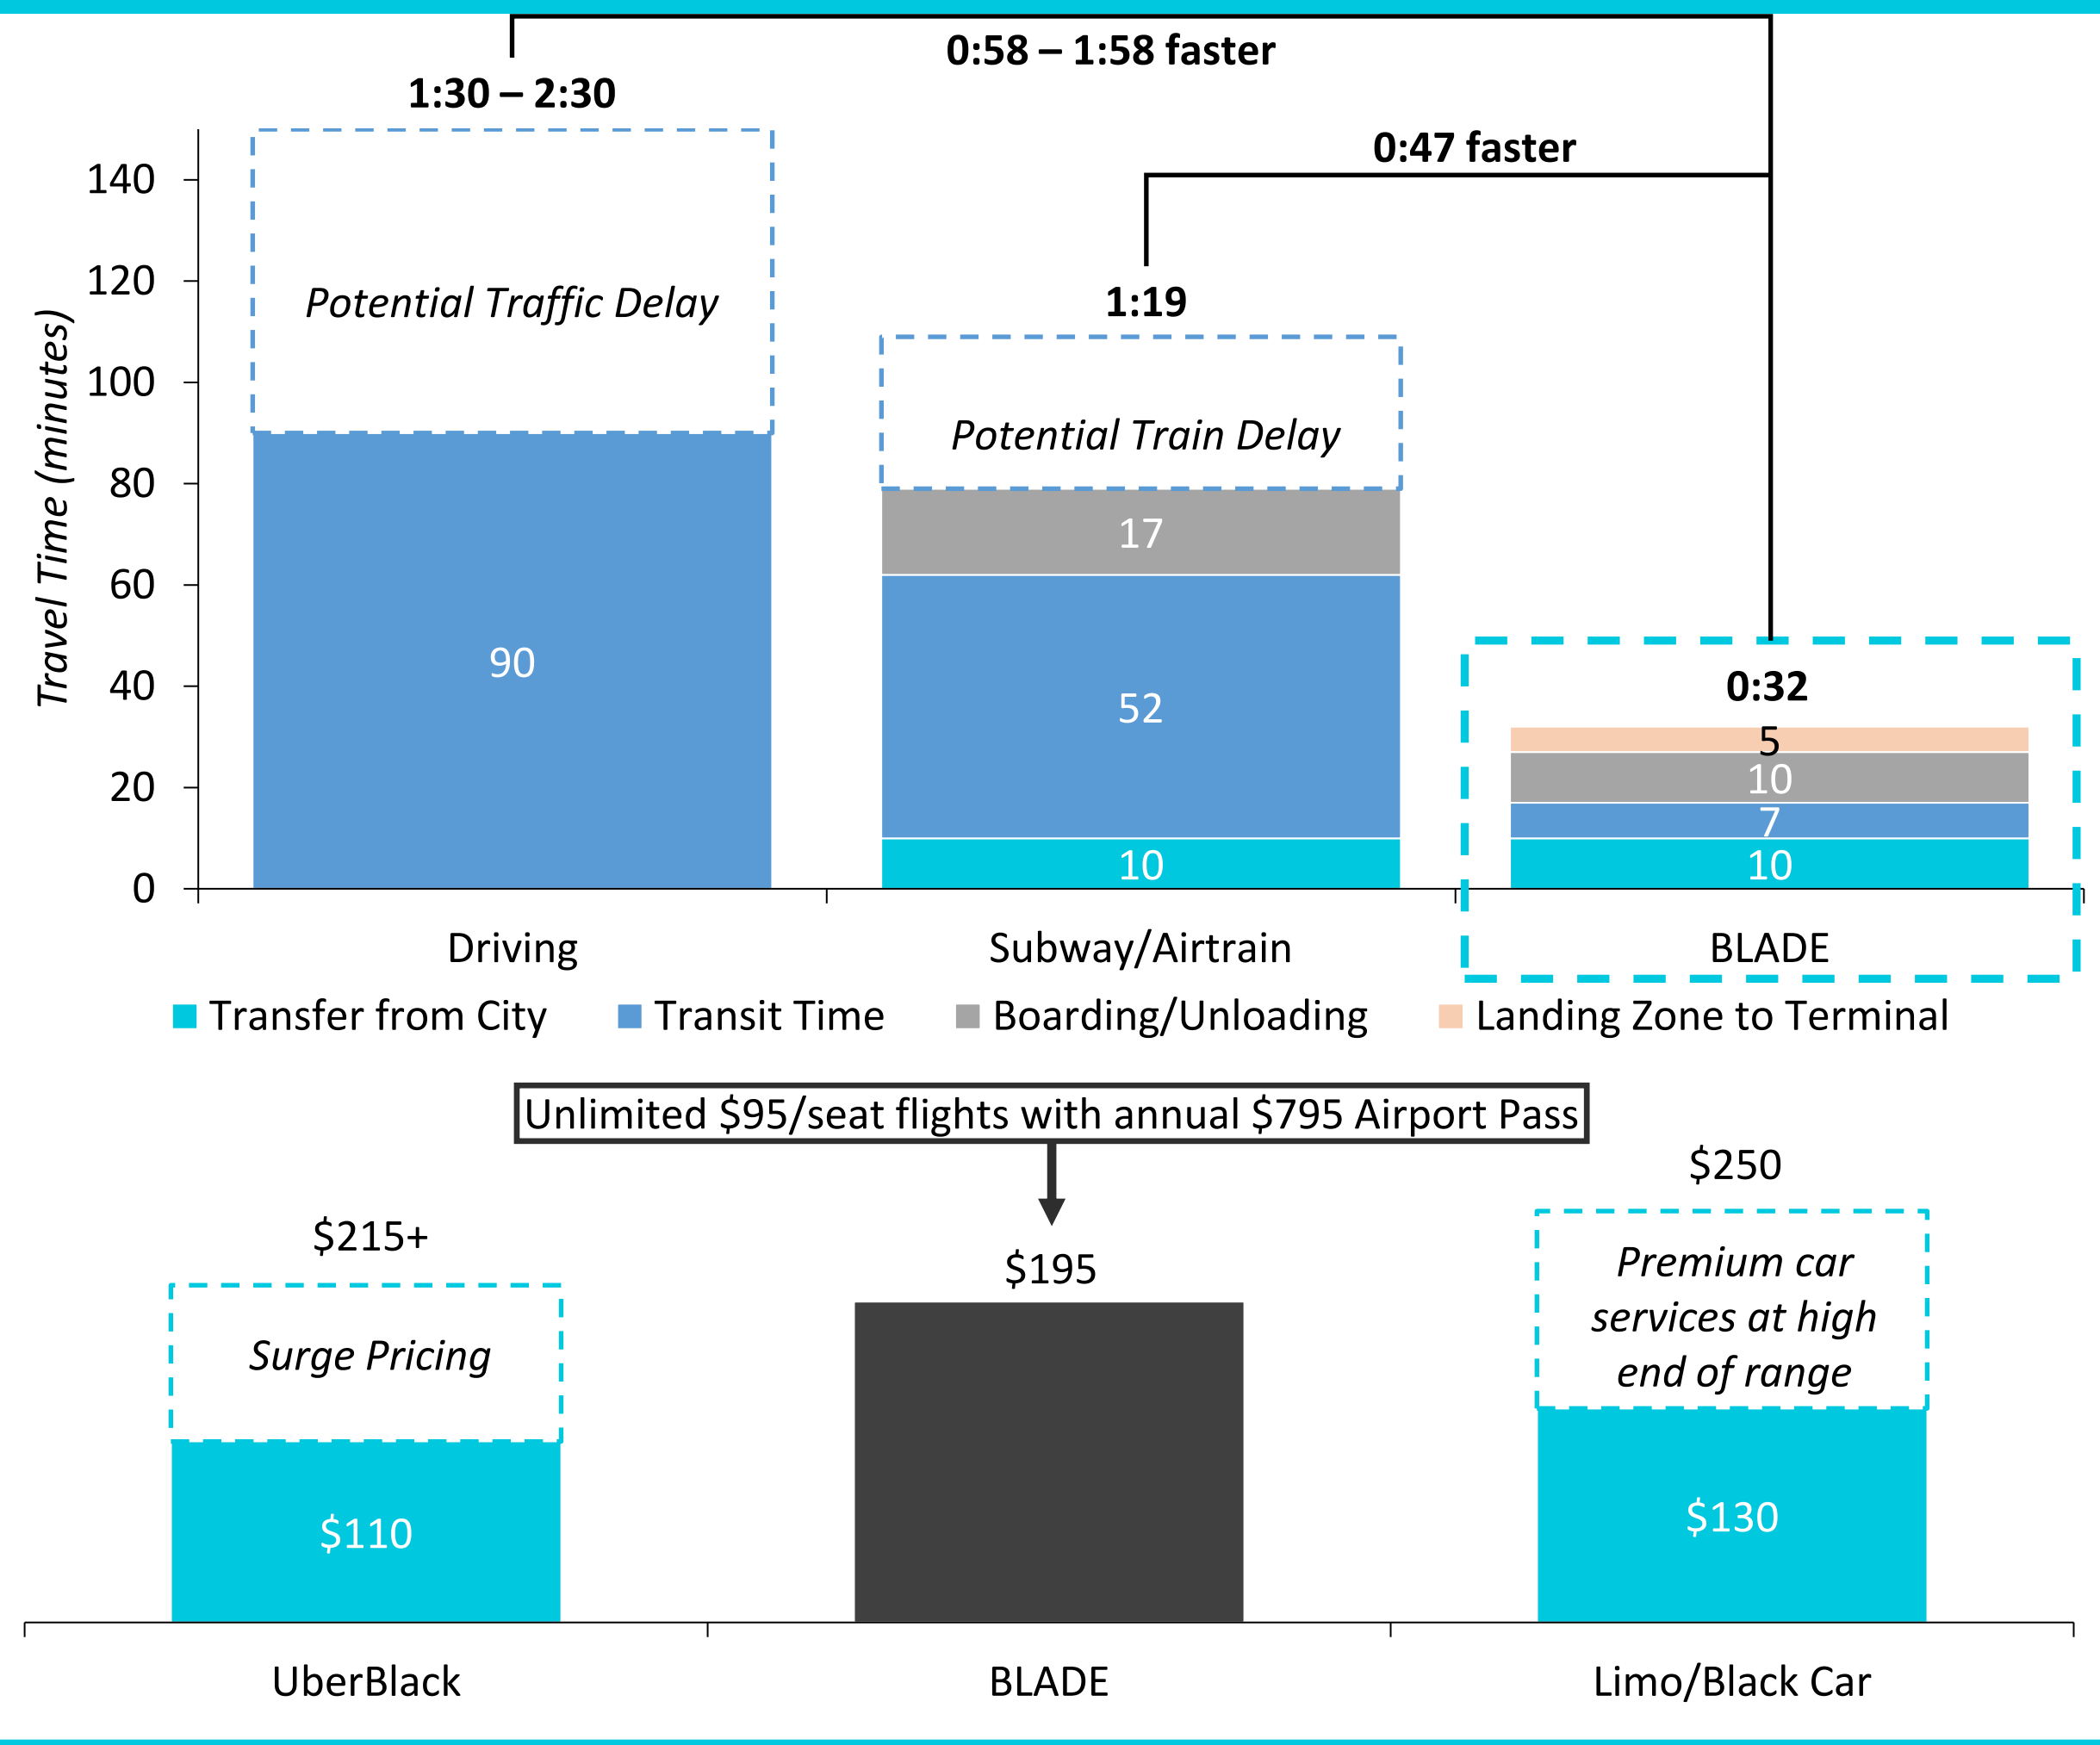 0:58 – 1:58 faster
1:30 – 2:30
0:47 faster
1:19
Travel Time (minutes)
140
120
100
80
60
40
20
0
Potential Traffic Delay
90
Potential Train Delay
17
52
10
0:32
5
10
7
10
Driving
Subway/Airtrain
BLADE
Transfer from City
Transit Time
Boarding/Unloading
Landing Zone to Terminal
Unlimited $95/seat flights with annual $795 Airport Pass
$215+
Surge Pricing
$110
$195
$250
Premium car
services at high
end of range
$130
UberBlack
BLADE
Limo/Black Car